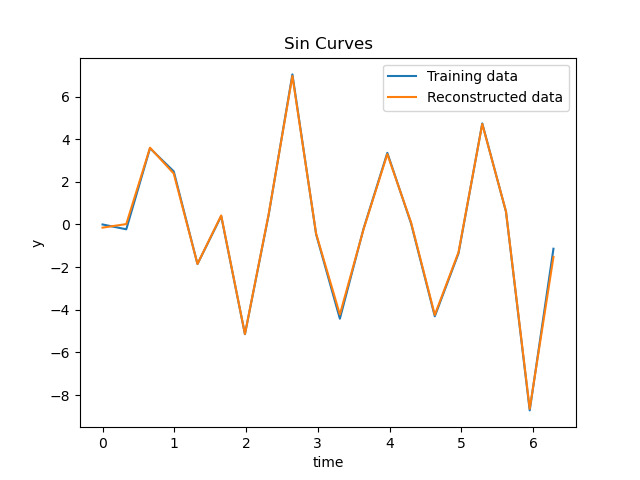 Sin Curves
Training data
Reconstructed data
6
4
2
0
−2
−4
−6
−8
y
0 1 2 3 4 5 6
time